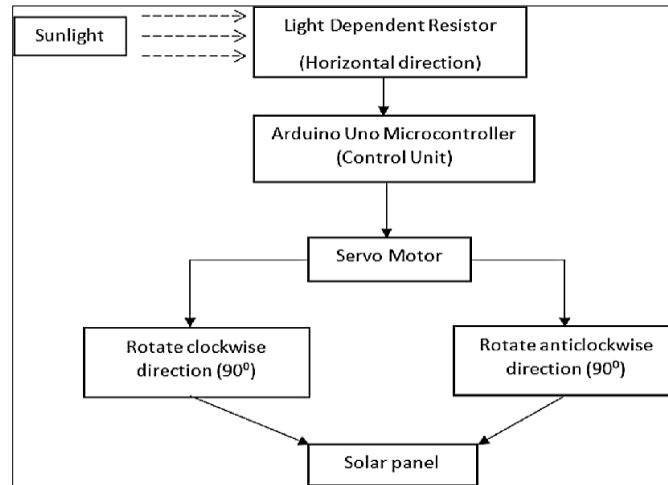 Sunlight
Light Dependent Resistor
(Horizontal direction)
Arduino Uno Microcontroller
(Control Unit)
Servo Motor
Rotate clockwise
direction (90⁰)
Rotate anticlockwise
direction (90⁰)
Solar panel